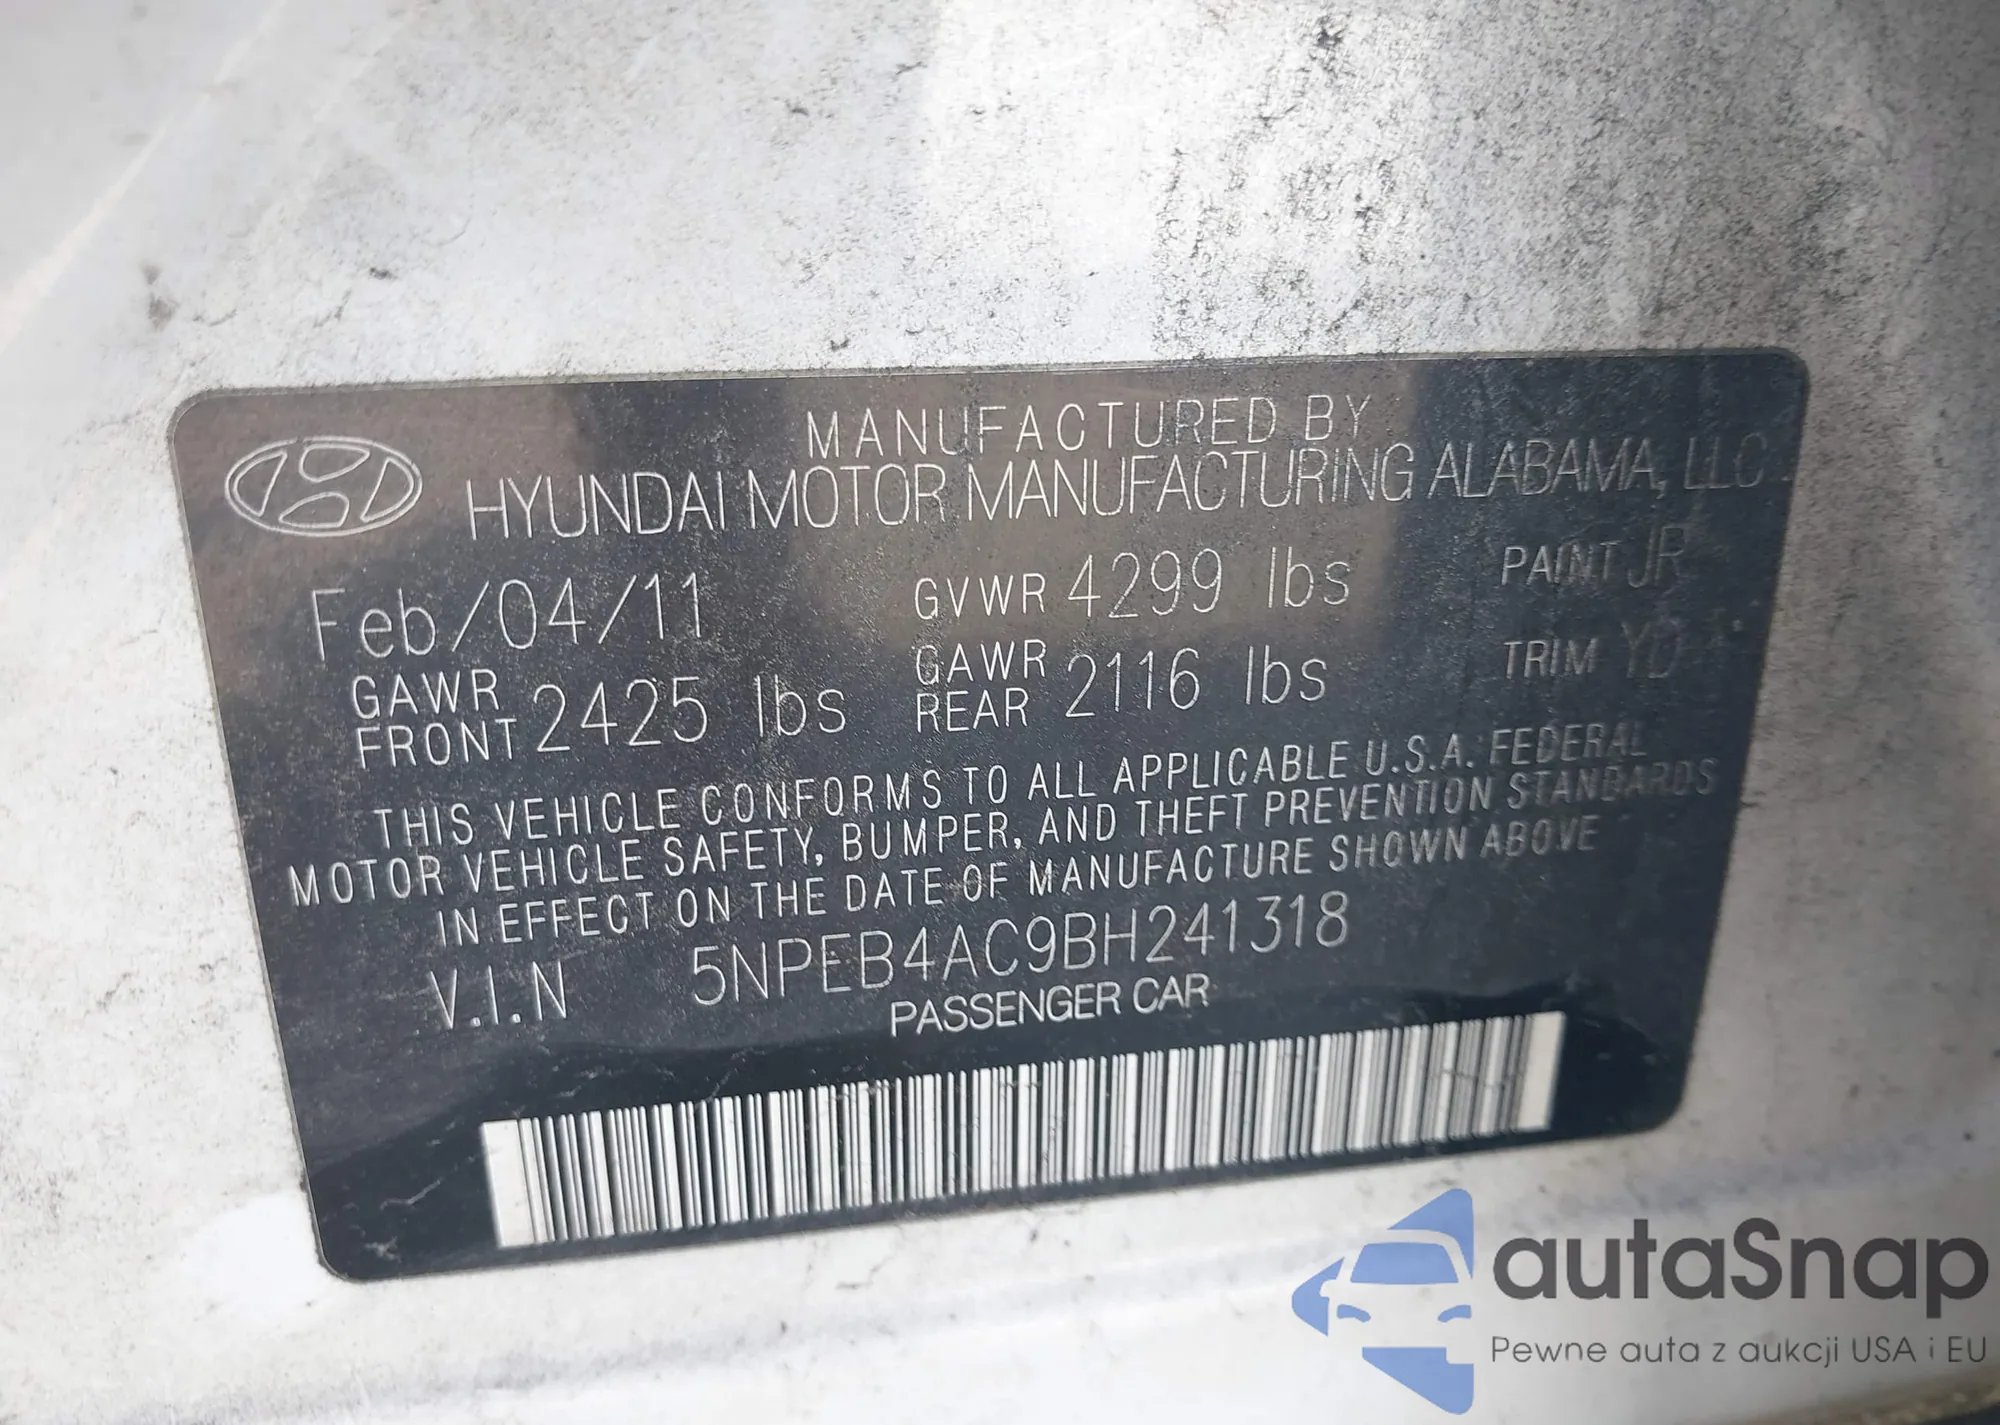 MANUFACTURED BY
HYUNDAI MOTOR MANUFACTURING ALABAMA, LLC
Feb/04/11 GVWR 4299 lbs PAINT JR
GAWR FRONT 2425 lbs GAWR REAR 2116 lbs TRIM YD
THIS VEHICLE CONFORMS TO ALL APPLICABLE U.S.A. FEDERAL
MOTOR VEHICLE SAFETY, BUMPER, AND THEFT PREVENTION STANDARDS
IN EFFECT ON THE DATE OF MANUFACTURE SHOWN ABOVE
V.I.N 5NPEB4AC9BH241318
PASSENGER CAR
autaSnap
Pewne auta z aukcji USA i EU